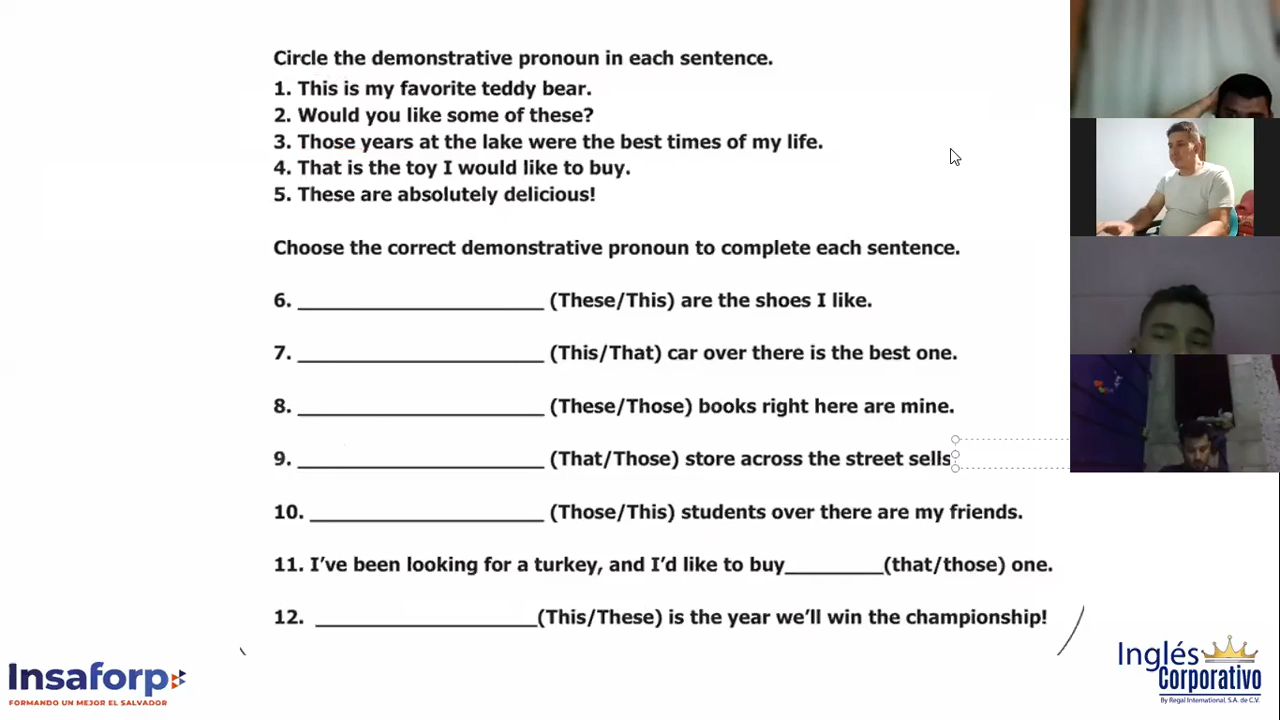 Circle the demonstrative pronoun in each sentence.
1. This is my favorite teddy bear.
2. Would you like some of these?
3. Those years at the lake were the best times of my life.
4. That is the toy I would like to buy.
5. These are absolutely delicious!
Choose the correct demonstrative pronoun to complete each sentence.
6. ______________________ (These/This) are the shoes I like.
7. ______________________ (This/That) car over there is the best one.
8. ______________________ (These/Those) books right here are mine.
9. ______________________ (That/Those) store across the street sells
10. _____________________ (Those/This) students over there are my friends.
11. I’ve been looking for a turkey, and I’d like to buy_________(that/those) one.
12. ____________________(This/These) is the year we’ll win the championship!
Insaforp
FORMANDO UN MEJOR EL SALVADOR
Inglés
Corporativo
By Regal International, S.A. de C.V.